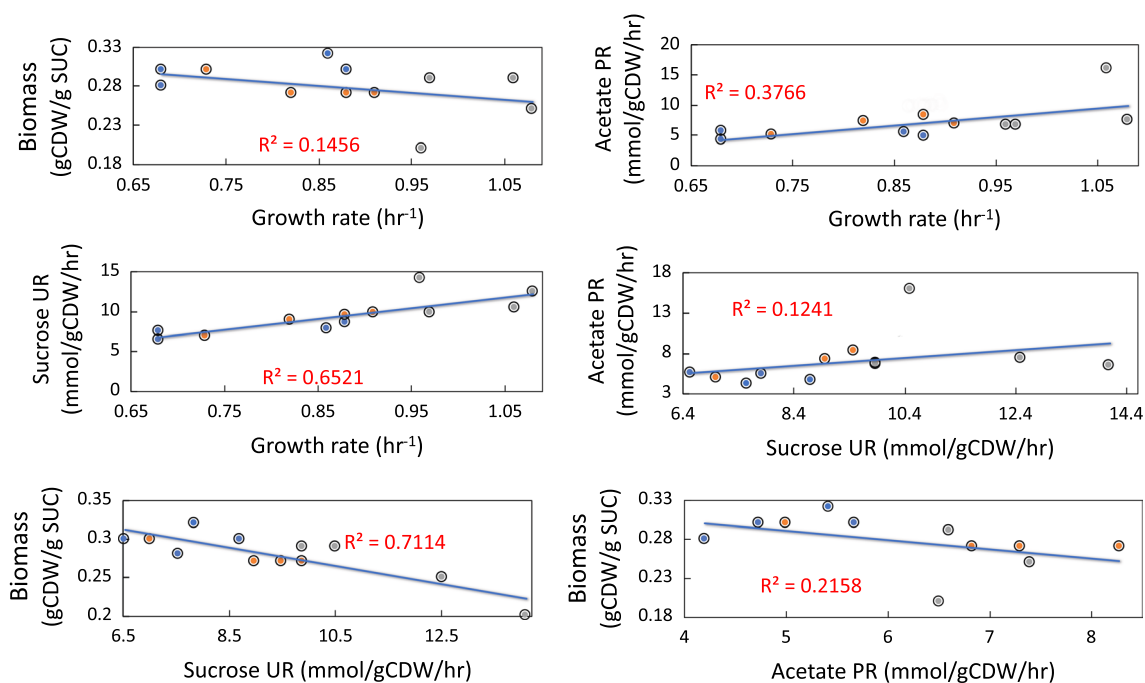 Biomass
(gCDW/g SUC)
0.33
0.28
0.23
0.18
R² = 0.1456
0.65
0.75
0.85
0.95
1.05
Growth rate (hr⁻¹)
Acetate PR
(mmol/gCDW/hr)
20
15
10
5
0
R² = 0.3766
0.65
0.75
0.85
0.95
1.05
Growth rate (hr⁻¹)
Sucrose UR
(mmol/gCDW/hr)
15
10
5
0
R² = 0.6521
0.65
0.75
0.85
0.95
1.05
Growth rate (hr⁻¹)
Acetate PR
(mmol/gCDW/hr)
18
13
8
3
R² = 0.1241
6.4
8.4
10.4
12.4
14.4
Sucrose UR (mmol/gCDW/hr)
Biomass
(gCDW/g SUC)
0.35
0.3
0.25
0.2
R² = 0.7114
6.5
8.5
10.5
12.5
Sucrose UR (mmol/gCDW/hr)
Biomass
(gCDW/g SUC)
0.33
0.28
0.23
0.18
R² = 0.2158
4
5
6
7
8
Acetate PR (mmol/gCDW/hr)